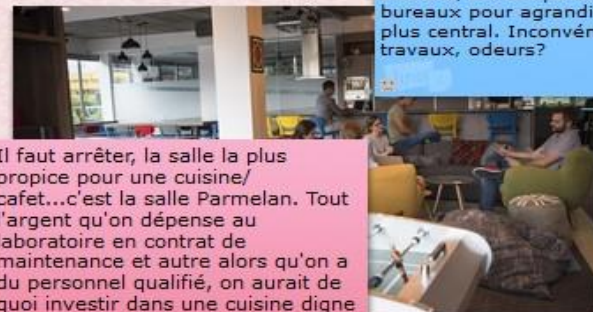 bureaux pour agrandi
plus central. Inconvér
travaux, odeurs?
Il faut arrêter, la salle la plus
propice pour une cuisine/
cafet...c'est la salle Parmelan. Tout
l'argent qu'on dépense au
laboratoire en contrat de
maintenance et autre alors qu'on a
du personnel qualifié, on aurait de
quoi investir dans une cuisine digne